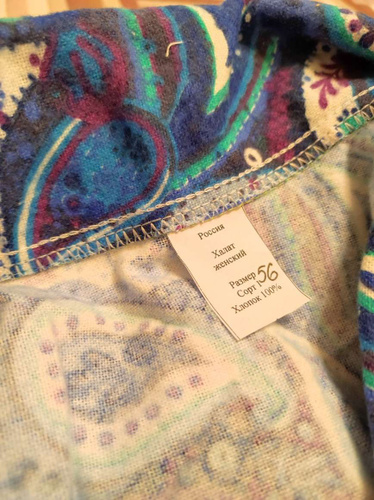 Россия
Халат
женский
Размер 56
Сорт 1
Хлопок 100%